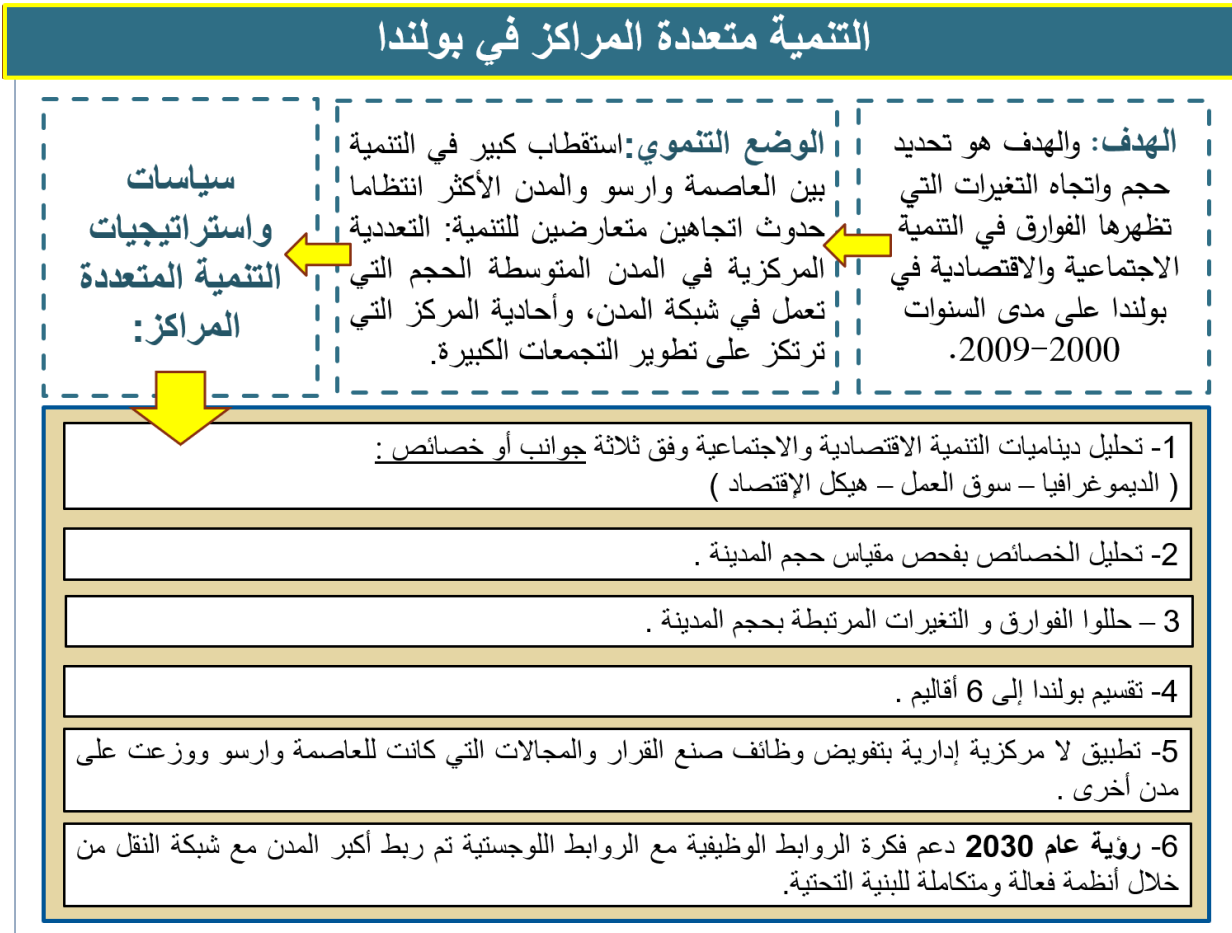 التنمية متعددة المراكز في بولندا
الهدف: والهدف هو تحديد
حجم واتجاه التغيرات التي
تظهرها الفوارق في التنمية
الاجتماعية والاقتصادية في
بولندا على مدى السنوات
2000-2009.
الوضع التنموي:استقطاب كبير في التنمية
بين العاصمة وارسو والمدن الأكثر انتظاما
حدوث اتجاهين متعارضين للتنمية: التعددية
المركزية في المدن المتوسطة الحجم التي
تعمل في شبكة المدن، وأحادية المركز التي
ترتكز على تطوير التجمعات الكبيرة.
سياسات
واستراتيجيات
التنمية المتعددة
المراكز:
1- تحليل ديناميات التنمية الاقتصادية والاجتماعية وفق ثلاثة جوانب أو خصائص :
( الديموغرافيا – سوق العمل – هيكل الإقتصاد )
2- تحليل الخصائص بفحص مقياس حجم المدينة .
3 – حللوا الفوارق و التغيرات المرتبطة بحجم المدينة .
4- تقسيم بولندا إلى 6 أقاليم .
5- تطبيق لا مركزية إدارية بتفويض وظائف صنع القرار والمجالات التي كانت للعاصمة وارسو ووزعت على
مدن أخرى .
6- رؤية عام 2030 دعم فكرة الروابط الوظيفية مع الروابط اللوجستية تم ربط أكبر المدن مع شبكة النقل من
خلال أنظمة فعالة ومتكاملة للبنية التحتية.